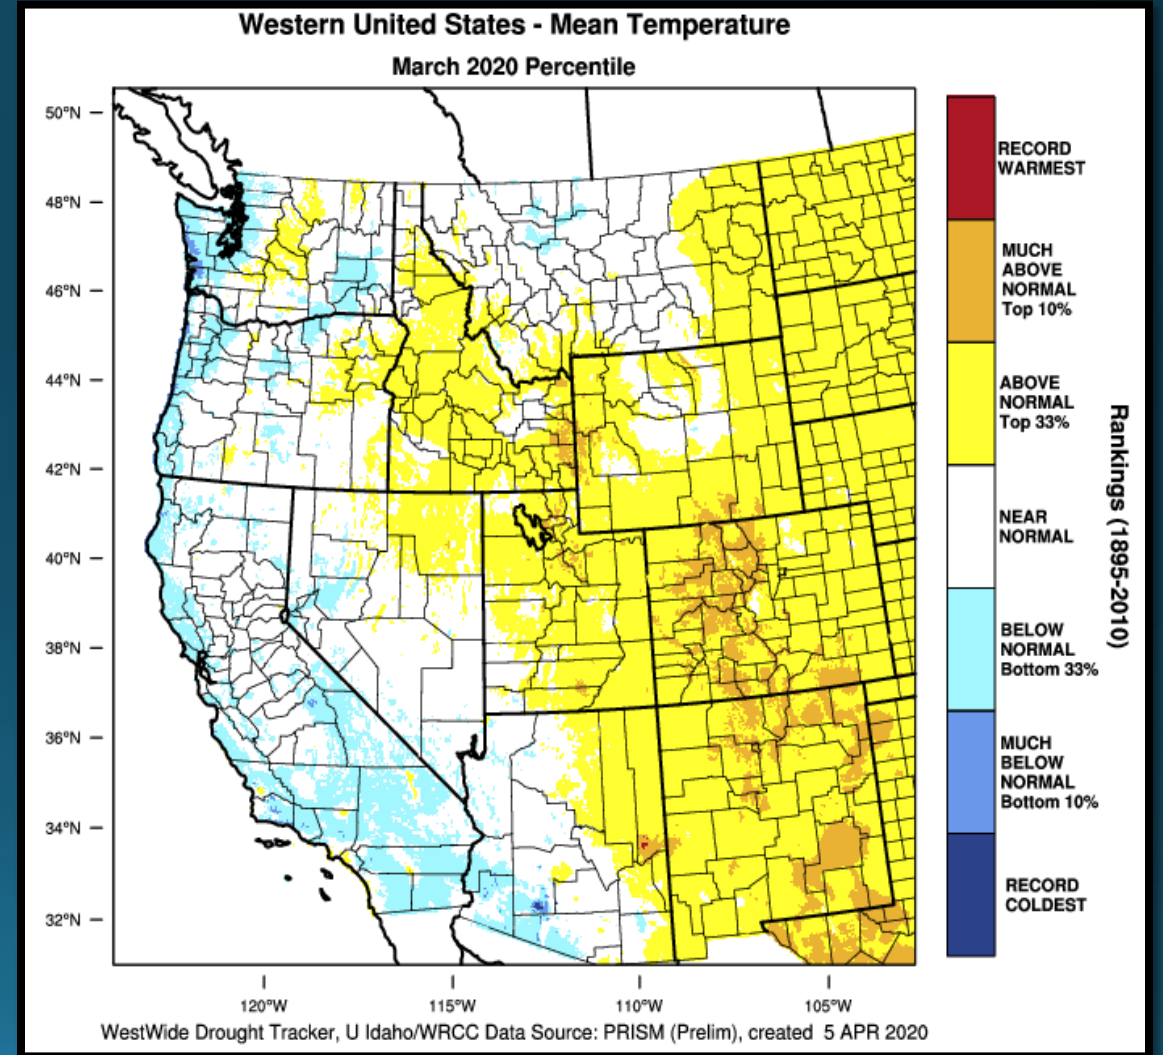 Western United States - Mean Temperature
March 2020 Percentile
50°N
48°N
46°N
44°N
42°N
40°N
38°N
36°N
34°N
32°N
120°W
115°W
110°W
105°W
RECORD
WARMEST
MUCH
ABOVE
NORMAL
Top 10%
ABOVE
NORMAL
Top 33%
NEAR
NORMAL
BELOW
NORMAL
Bottom 33%
MUCH
BELOW
NORMAL
Bottom 10%
RECORD
COLDEST
Rankings (1895-2010)
WestWide Drought Tracker, U Idaho/WRCC Data Source: PRISM (Prelim), created 5 APR 2020